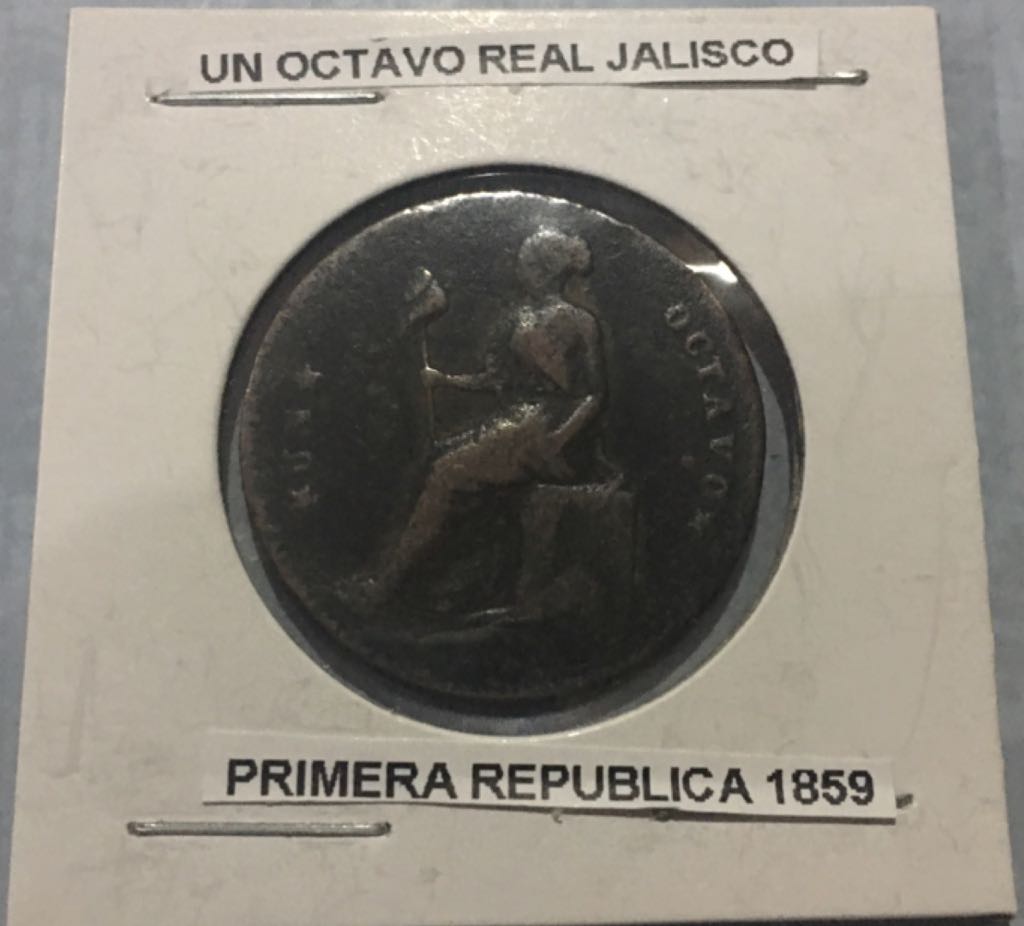 UN OCTAVO REAL JALISCO
★ UN ★
OCTAVO ★
PRIMERA REPUBLICA 1859